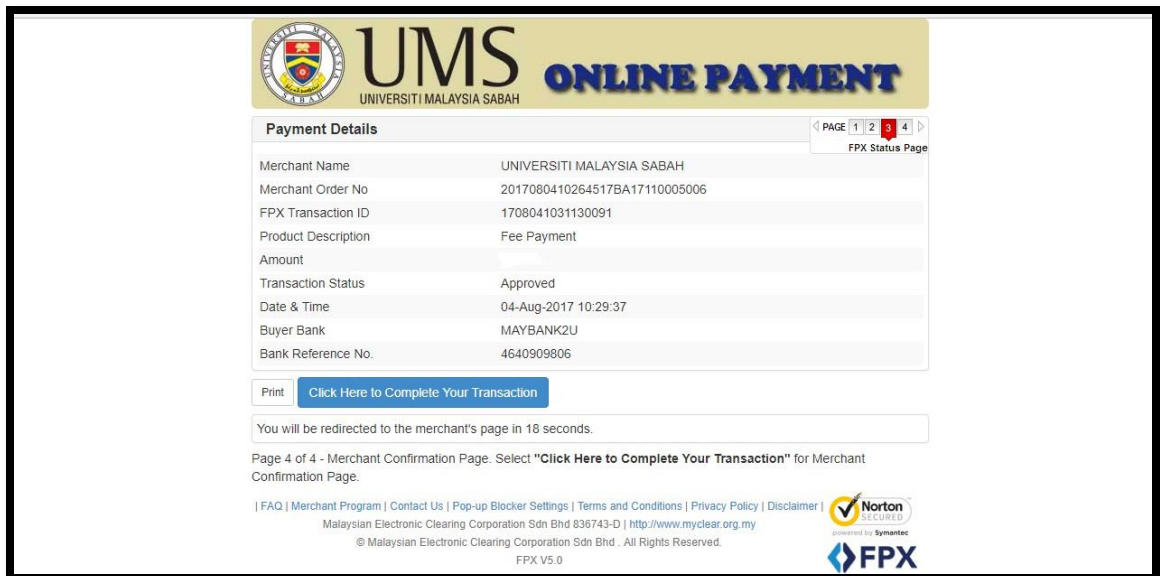 UNIVERSITI MALAYSIA
SABAH
UMS
UNIVERSITI MALAYSIA SABAH
ONLINE PAYMENT
Payment Details
PAGE 1 2 3 4
FPX Status Page
Merchant Name UNIVERSITI MALAYSIA SABAH
Merchant Order No 2017080410264517BA17110005006
FPX Transaction ID 1708041031130091
Product Description Fee Payment
Amount
Transaction Status Approved
Date & Time 04-Aug-2017 10:29:37
Buyer Bank MAYBANK2U
Bank Reference No. 4640909806
Print Click Here to Complete Your Transaction
You will be redirected to the merchant's page in 18 seconds.
Page 4 of 4 - Merchant Confirmation Page. Select "Click Here to Complete Your Transaction" for Merchant
Confirmation Page.
| FAQ | Merchant Program | Contact Us | Pop-up Blocker Settings | Terms and Conditions | Privacy Policy | Disclaimer |
Malaysian Electronic Clearing Corporation Sdn Bhd 836743-D | http://www.myclear.org.my
© Malaysian Electronic Clearing Corporation Sdn Bhd . All Rights Reserved.
FPX V5.0
Norton
SECURED
powered by Symantec
FPX